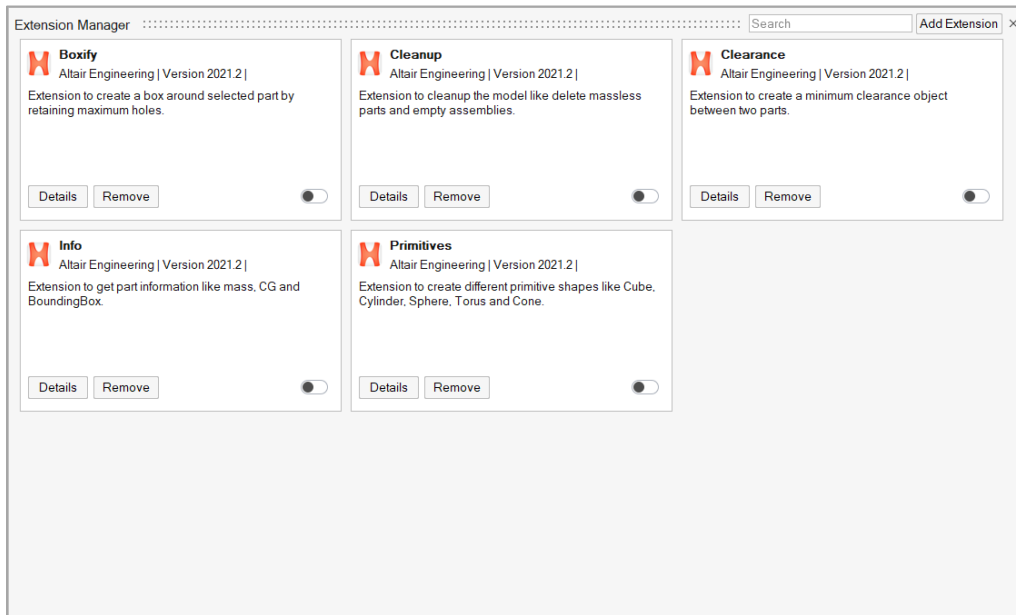 Extension Manager
Search
Add Extension
Boxify
Altair Engineering | Version 2021.2 |
Extension to create a box around selected part by
retaining maximum holes.
Details
Remove
Cleanup
Altair Engineering | Version 2021.2 |
Extension to cleanup the model like delete massless
parts and empty assemblies.
Details
Remove
Clearance
Altair Engineering | Version 2021.2 |
Extension to create a minimum clearance object
between two parts.
Details
Remove
Info
Altair Engineering | Version 2021.2 |
Extension to get part information like mass, CG and
BoundingBox.
Details
Remove
Primitives
Altair Engineering | Version 2021.2 |
Extension to create different primitive shapes like Cube,
Cylinder, Sphere, Torus and Cone.
Details
Remove